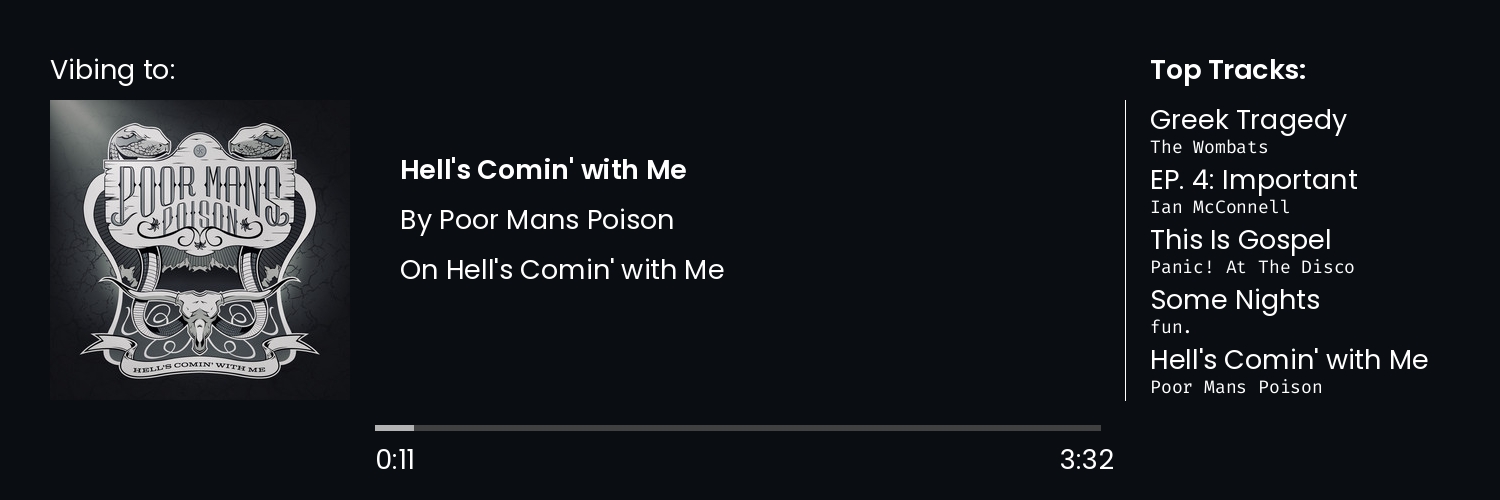 Vibing to:
POOR MANS
POISON
HELL'S COMIN' WITH ME
Hell's Comin' with Me
By Poor Mans Poison
On Hell's Comin' with Me
0:11
3:32
Top Tracks:
Greek Tragedy
The Wombats
EP. 4: Important
Ian McConnell
This Is Gospel
Panic! At The Disco
Some Nights
fun.
Hell's Comin' with Me
Poor Mans Poison